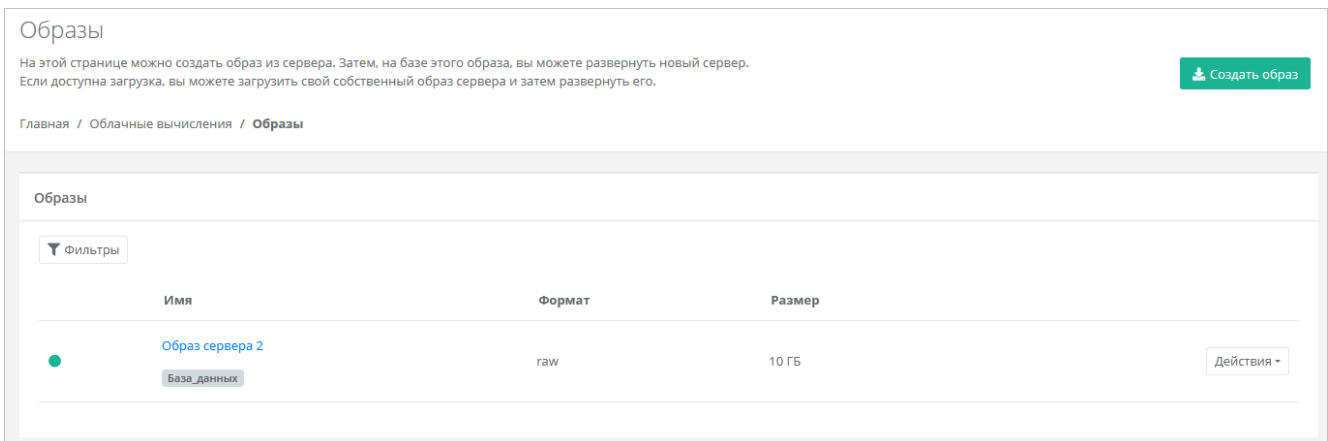 Образы
На этой странице можно создать образ из сервера. Затем, на базе этого образа, вы можете развернуть новый сервер.
Если доступна загрузка, вы можете загрузить свой собственный образ сервера и затем развернуть его.
Создать образ
Главная / Облачные вычисления / Образы
Образы
Фильтры
Имя Формат Размер
Образ сервера 2
База_данных
raw 10 ГБ Действия